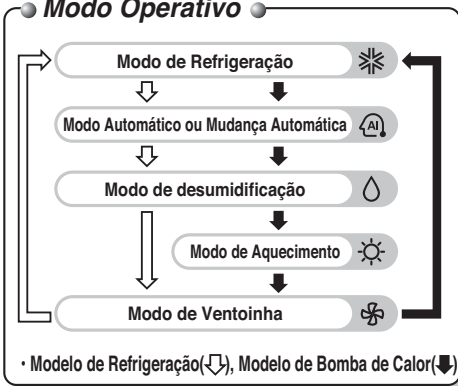 Modo Operativo
Modo de Refrigeração
Modo Automático ou Mudança Automática
AI
Modo de desumidificação
Modo de Aquecimento
Modo de Ventoinha
· Modelo de Refrigeração(⇩), Modelo de Bomba de Calor(⬇)